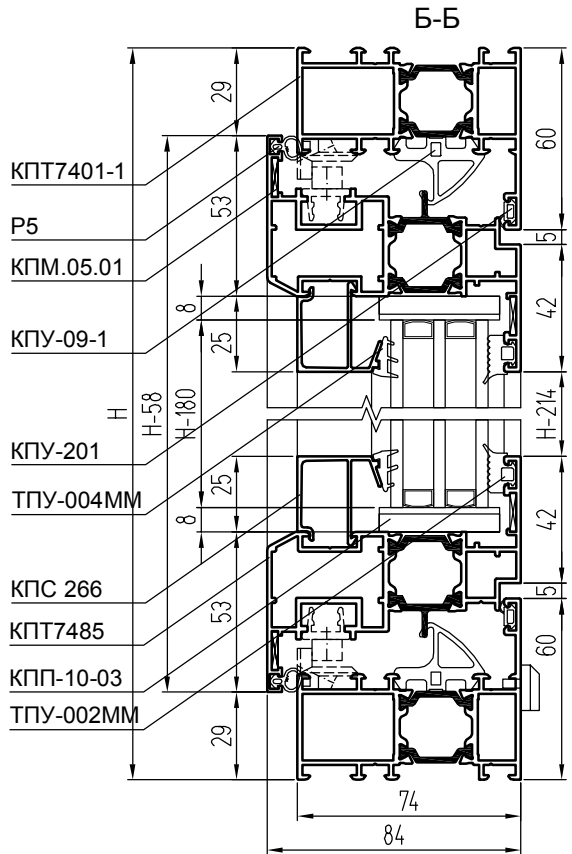 Б-Б
29
60
КПТ7401-1
Р5
КПМ.05.01
53
5
42
8
КПУ-09-1
25
H
H-58
H-180
H-214
КПУ-201
ТПУ-004ММ
25
42
8
КПС 266
КПТ7485
53
5
КПП-10-03
60
ТПУ-002ММ
29
74
84